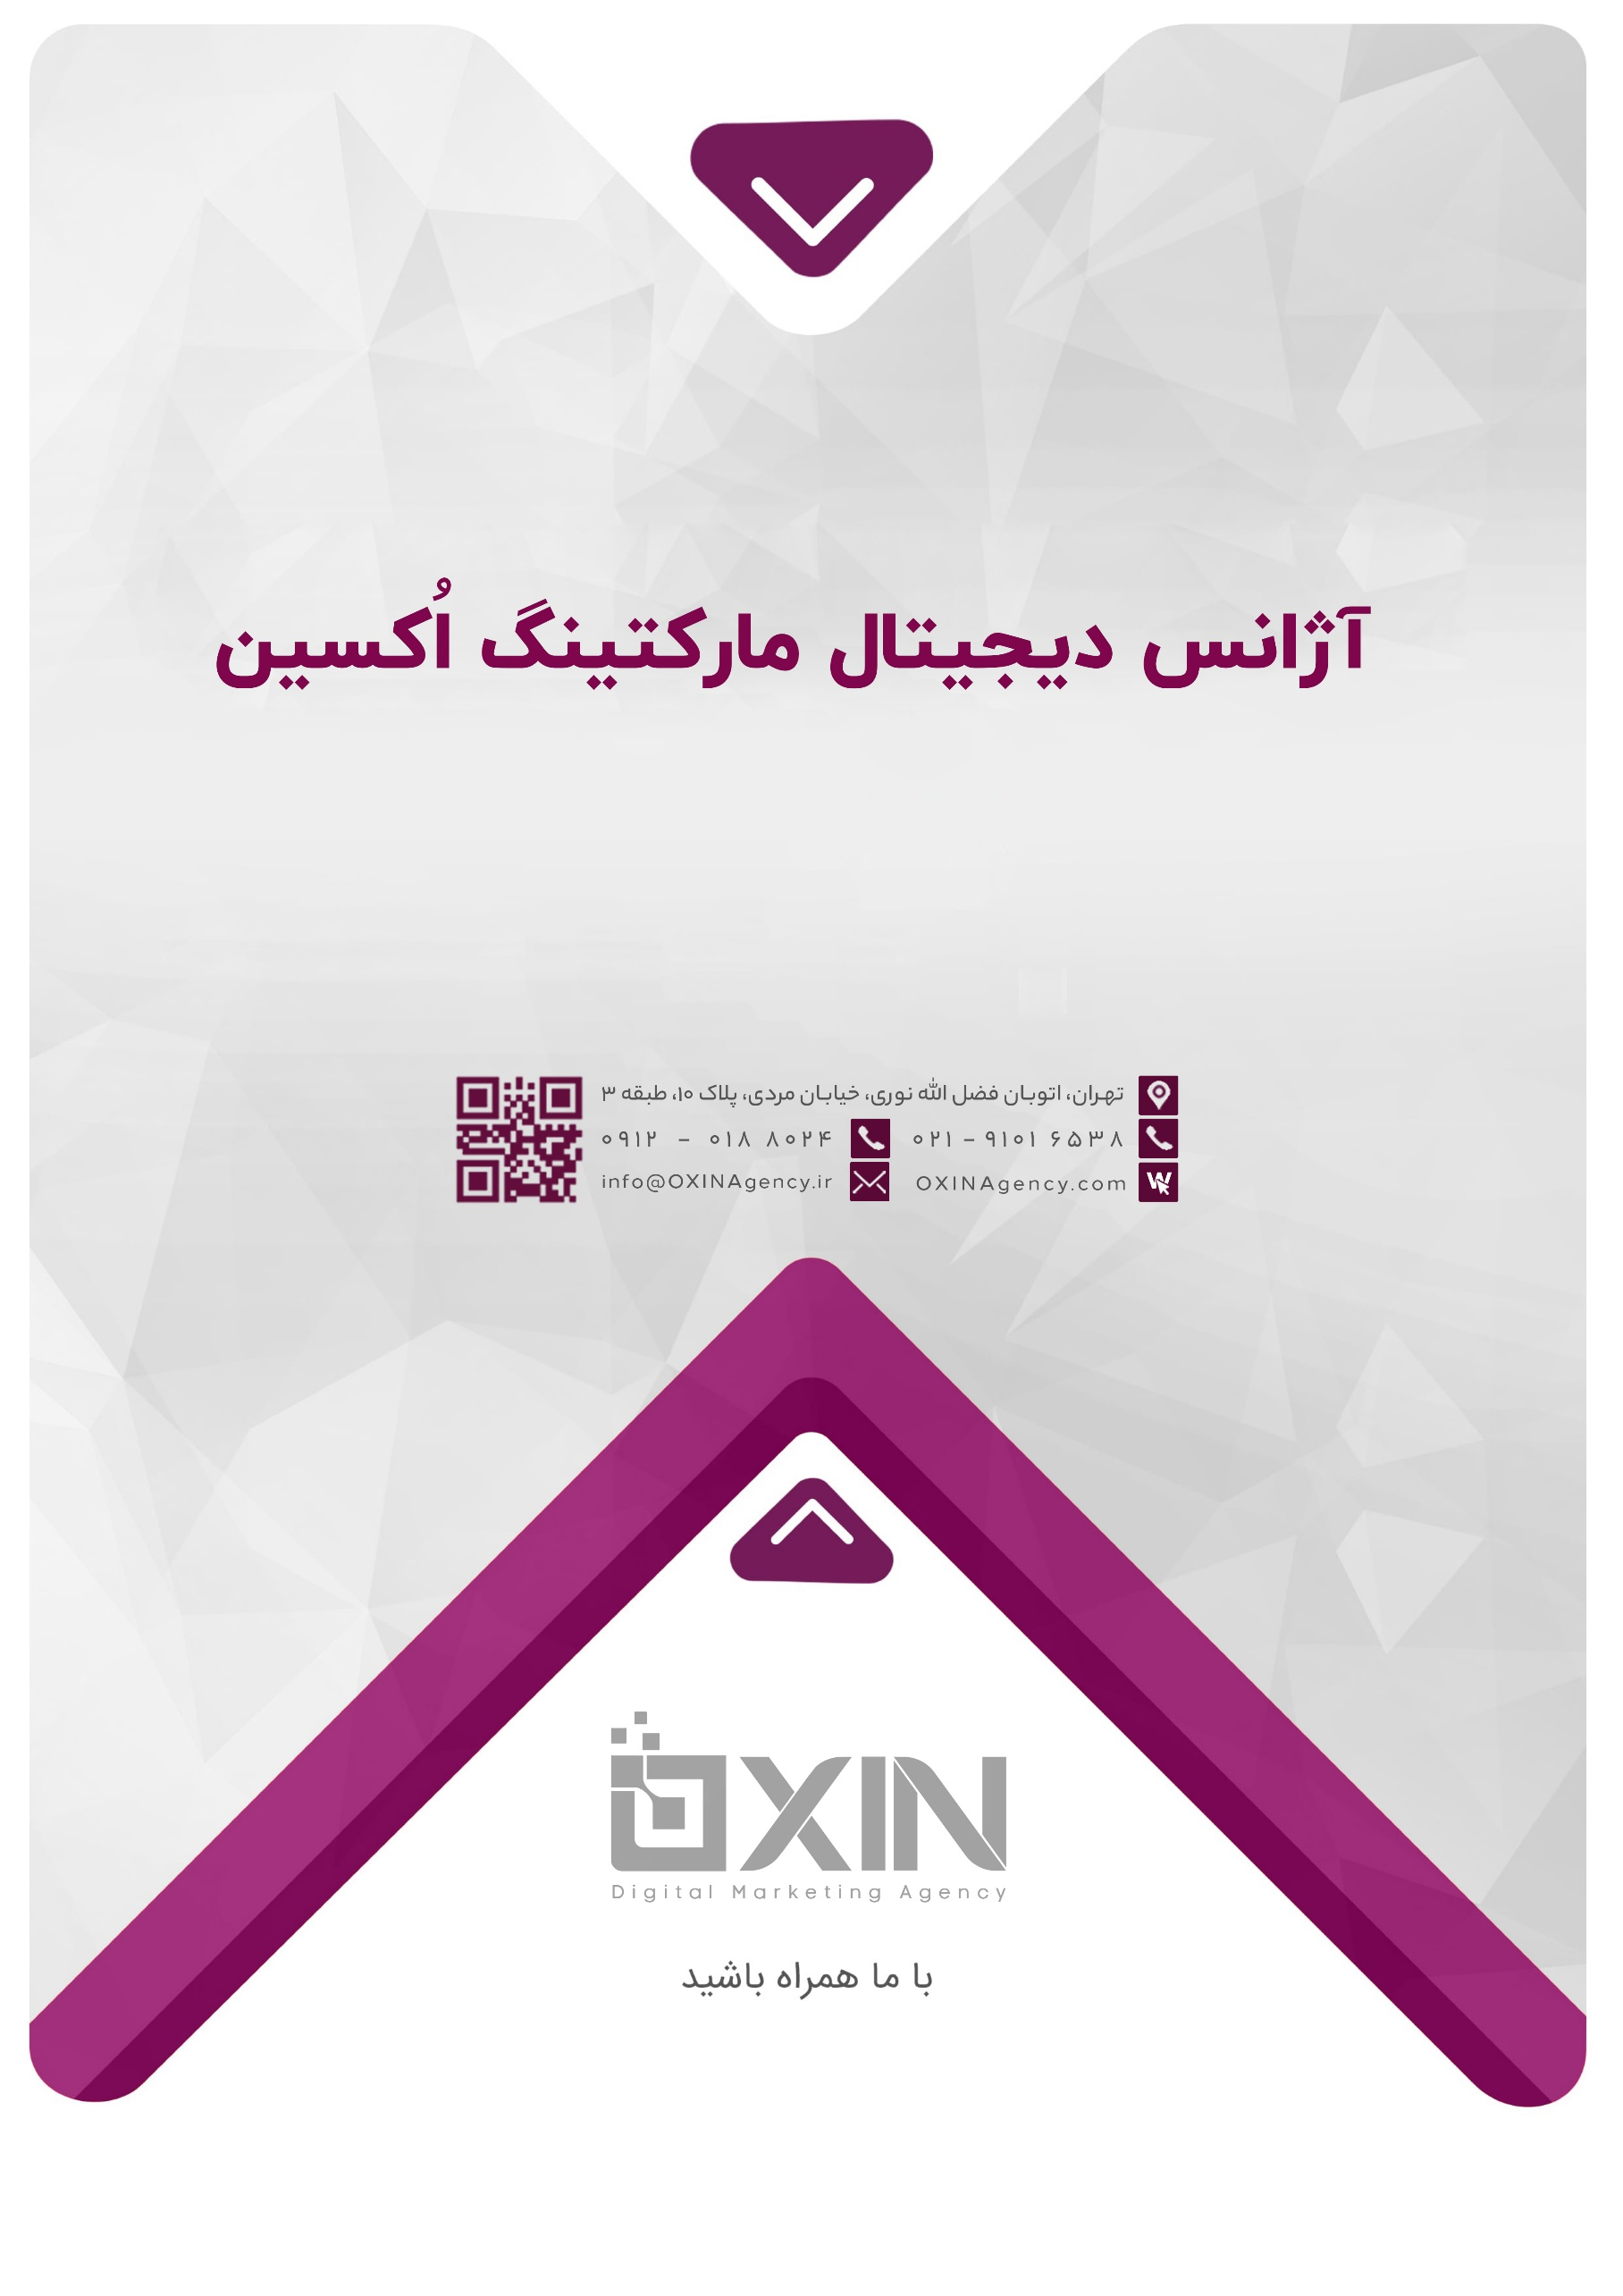 آژانس دیجیتال مارکتینگ اُکسین
تهران، اتوبان فضل الله نوری، خیابان مردی، پلاک ۱۰، طبقه ۳
۰۲۱ – ۹۱۰۱ ۶۵۳۸
۰۹۱۲ – ۰۱۸ ۸۰۲۴
OXINAgency.com
info@OXINAgency.ir
OXIN
Digital Marketing Agency
با ما همراه باشید